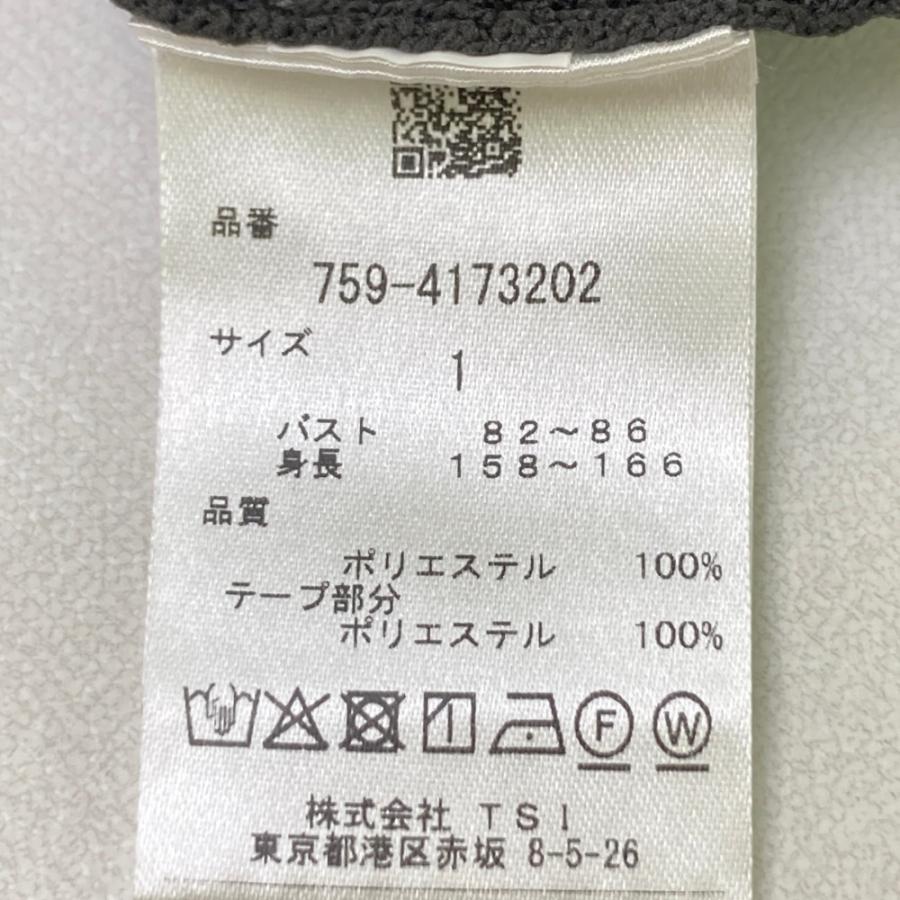 品番
759-4173202
サイズ
1
バスト 82~86
身長 158~166
品質
ポリエステル 100%
テープ部分
ポリエステル 100%
F W
株式会社 TSI
東京都港区赤坂 8-5-26